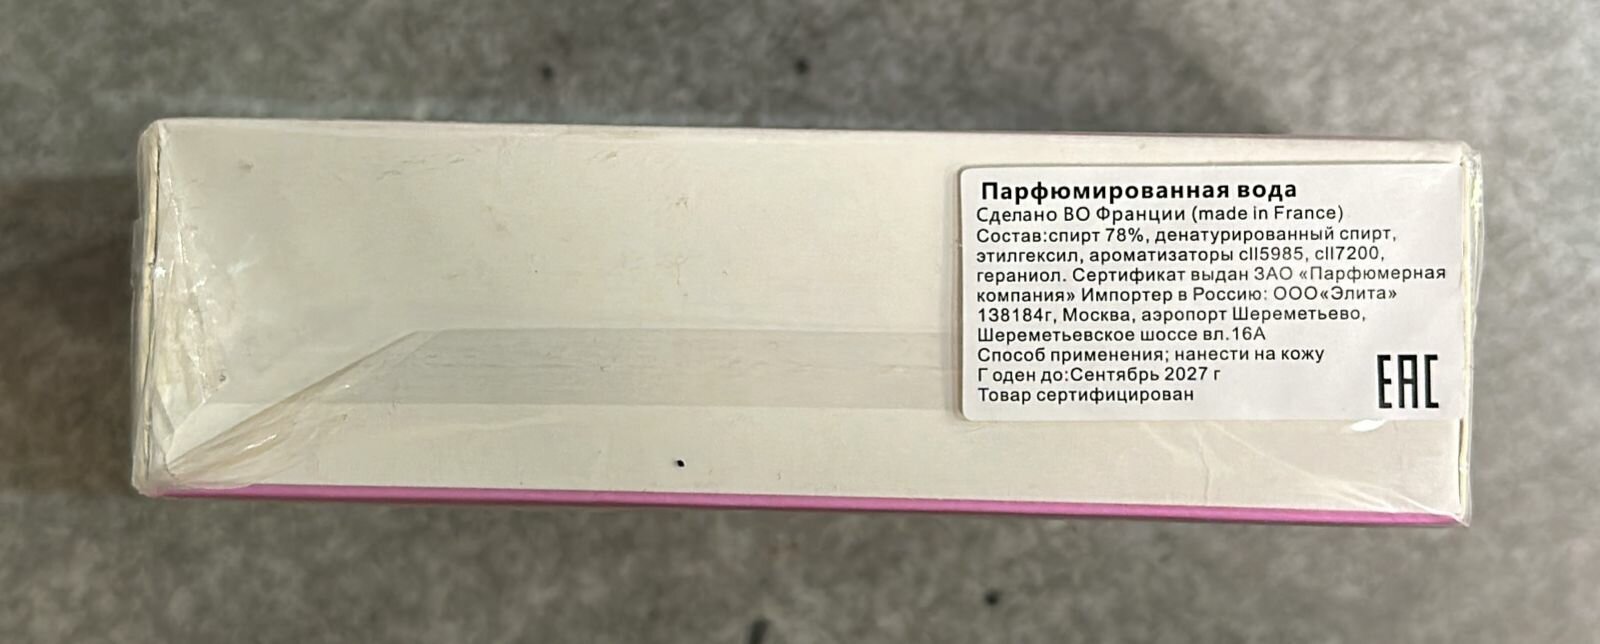 Парфюмированная вода
Сделано ВО Франции (made in France)
Состав:спирт 78%, денатурированный спирт,
этилгексил, ароматизаторы cll5985, cll7200,
гераниол. Сертификат выдан ЗАО «Парфюмерная
компания» Импортер в Россию: ООО«Элита»
138184г, Москва, аэропорт Шереметьево,
Шереметьевское шоссе вл.16А
Способ применения; нанести на кожу
Г оден до:Сентябрь 2027 г
Товар сертифицирован
EAC